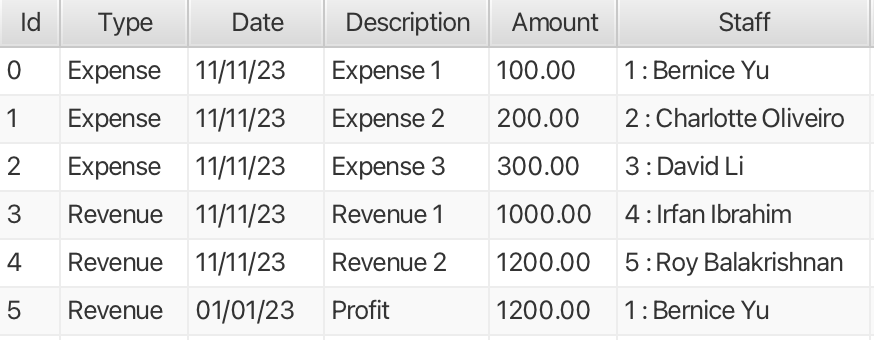 Id Type Date Description Amount Staff
0 Expense 11/11/23 Expense 1 100.00 1 : Bernice Yu
1 Expense 11/11/23 Expense 2 200.00 2 : Charlotte Oliveiro
2 Expense 11/11/23 Expense 3 300.00 3 : David Li
3 Revenue 11/11/23 Revenue 1 1000.00 4 : Irfan Ibrahim
4 Revenue 11/11/23 Revenue 2 1200.00 5 : Roy Balakrishnan
5 Revenue 01/01/23 Profit 1200.00 1 : Bernice Yu